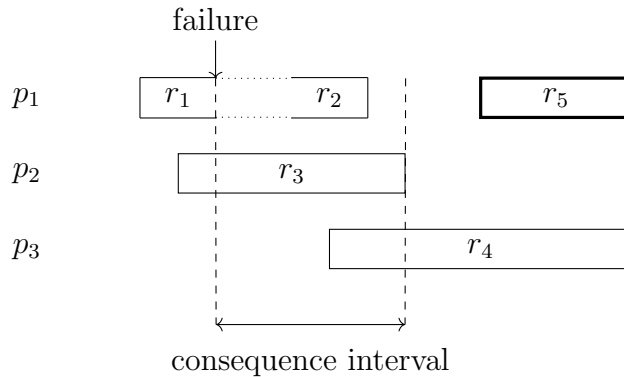 failure
p₁ r₁ r₂ r₅
p₂ r₃
p₃ r₄
consequence interval